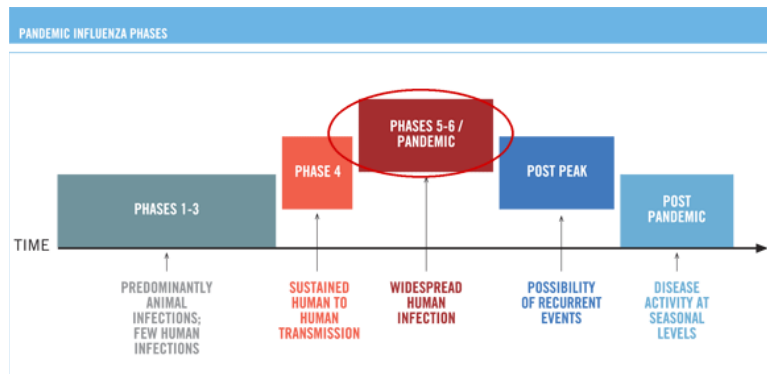 PANDEMIC INFLUENZA PHASES
PHASES 5-6 /
PANDEMIC
PHASE 4
POST PEAK
PHASES 1-3
POST
PANDEMIC
TIME
PREDOMINANTLY
ANIMAL
INFECTIONS;
FEW HUMAN
INFECTIONS
SUSTAINED
HUMAN TO
HUMAN
TRANSMISSION
WIDESPREAD
HUMAN
INFECTION
POSSIBILITY
OF RECURRENT
EVENTS
DISEASE
ACTIVITY AT
SEASONAL
LEVELS